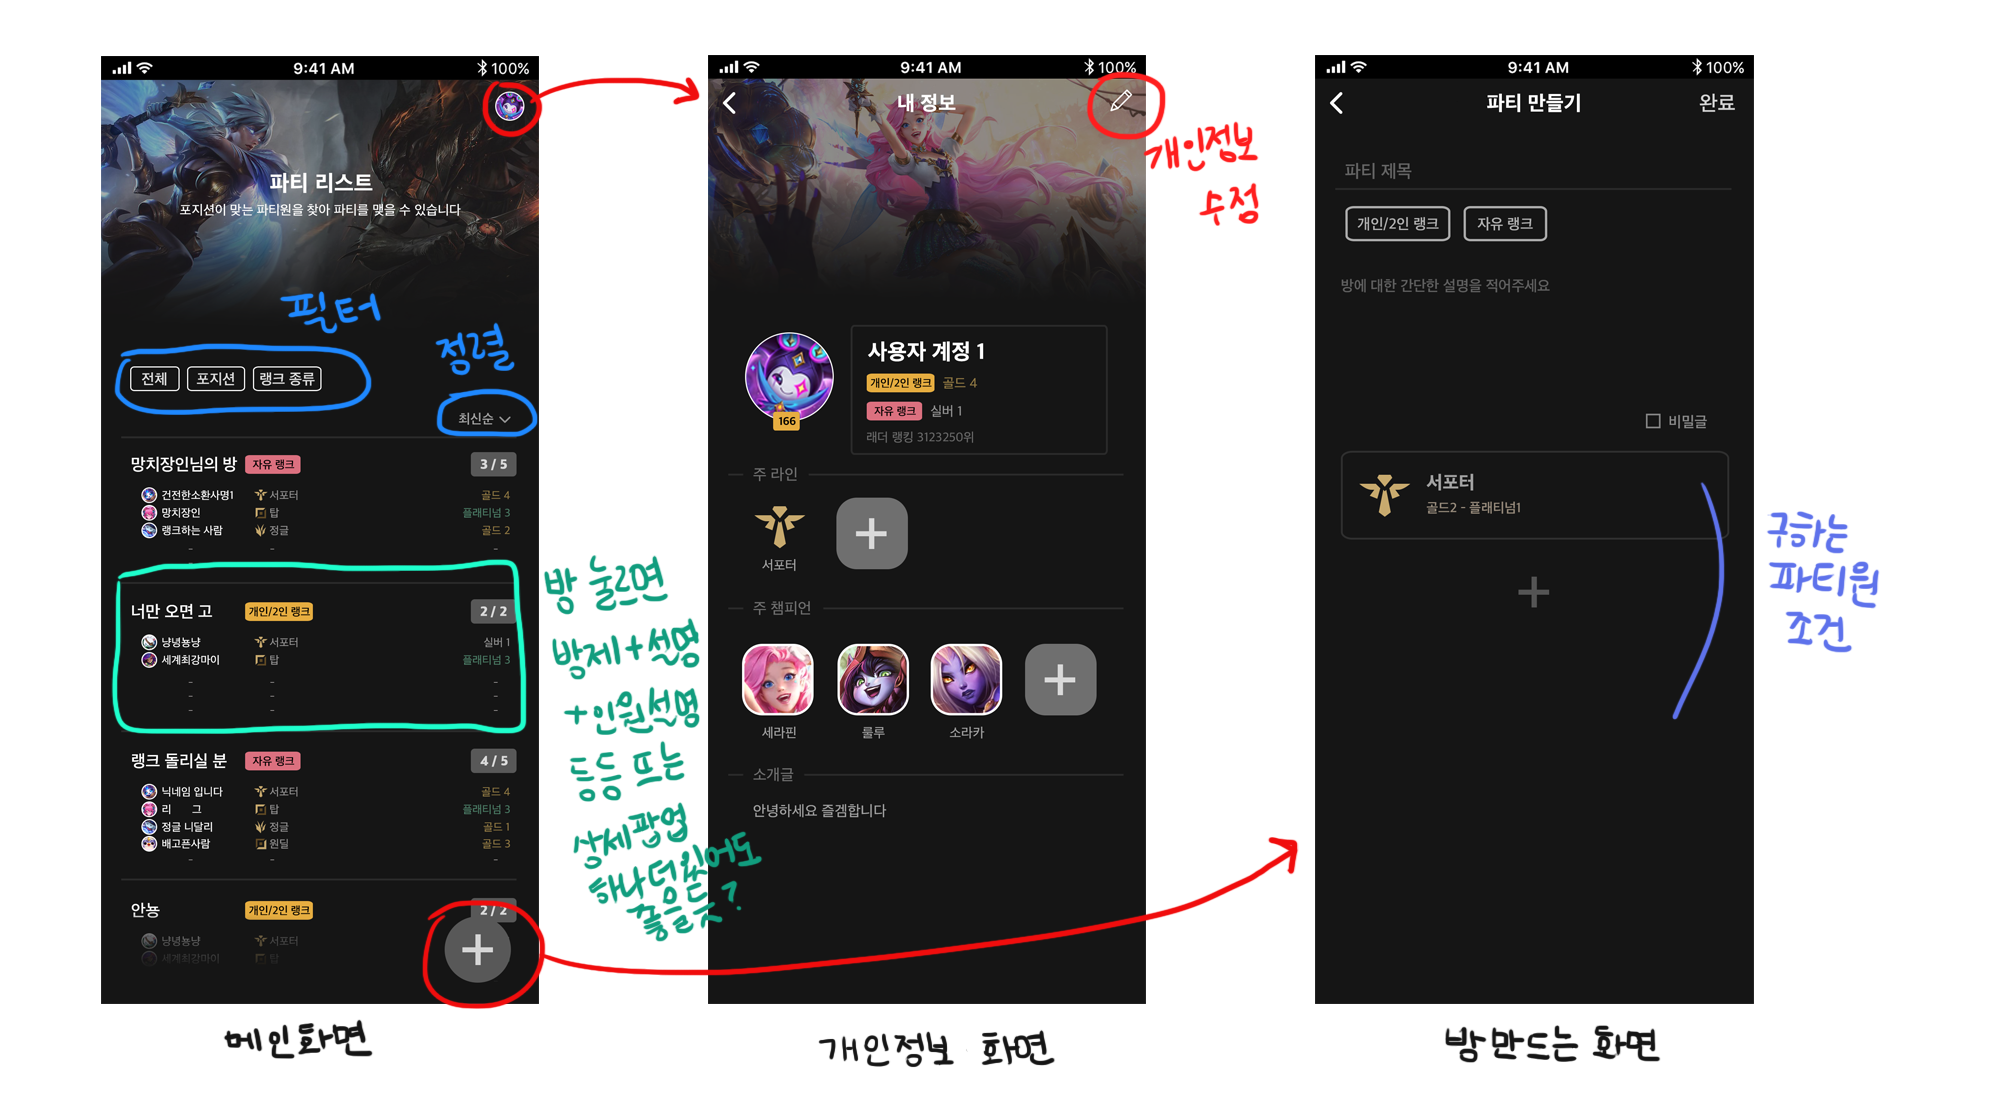 9:41 AM
100%
파티 리스트
포지션이 맞는 파티원을 찾아 파티를 맺을 수 있습니다
필터
정렬
전체 포지션 랭크 종류
최신순
망치장인님의 방 자유 랭크 3 / 5
건전한소환사명1 서포터 골드 4
망치장인 탑 플래티넘 3
랭크하는 사람 정글 골드 2
- - -
너만 오면 고 개인/2인 랭크 2 / 2
냥녕뇽냥 서포터 실버 1
세계최강마이 탑 플래티넘 3
- - -
- - -
- - -
랭크 돌리실 분 자유 랭크 4 / 5
닉네임 입니다 서포터 골드 4
리 그 탑 플래티넘 3
정글 니달리 정글 골드 1
배고픈사람 원딜 골드 3
- - -
안뇽 개인/2인 랭크 2 / 2
냥녕뇽냥 서포터
세계최강마이 탑
+
메인화면
방 눌르면
방제+설명
+인원설명
등등 뜨는
상세팝업
하나 더 있어도
좋을듯?
9:41 AM
100%
내 정보
개인정보
수정
사용자 계정 1
개인/2인 랭크 골드 4
자유 랭크 실버 1
래더 랭킹 3123250위
166
주 라인
서포터
+
주 챔피언
세라핀 룰루 소라카
+
소개글
안녕하세요 즐겜합니다
개인정보 화면
9:41 AM
100%
파티 만들기 완료
파티 제목
개인/2인 랭크 자유 랭크
방에 대한 간단한 설명을 적어주세요
비밀글
서포터
골드2 - 플래티넘1
+
구하는
파티원
조건
방만드는 화면